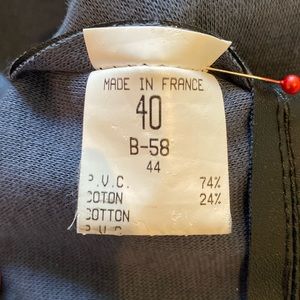 MADE IN FRANCE
40
B-58
44
P.V.C. 74%
COTON 24%
COTTON
P.V.C